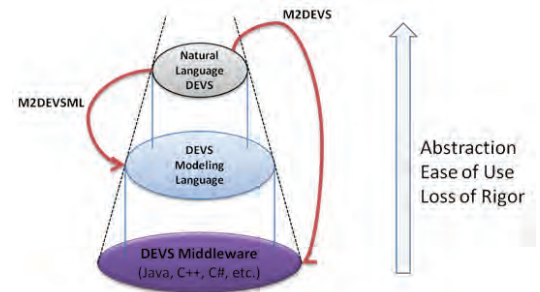 M2DEVS
Natural
Language
DEVS
M2DEVSML
DEVS
Modeling
Language
DEVS Middleware
(Java, C++, C#, etc.)
Abstraction
Ease of Use
Loss of Rigor